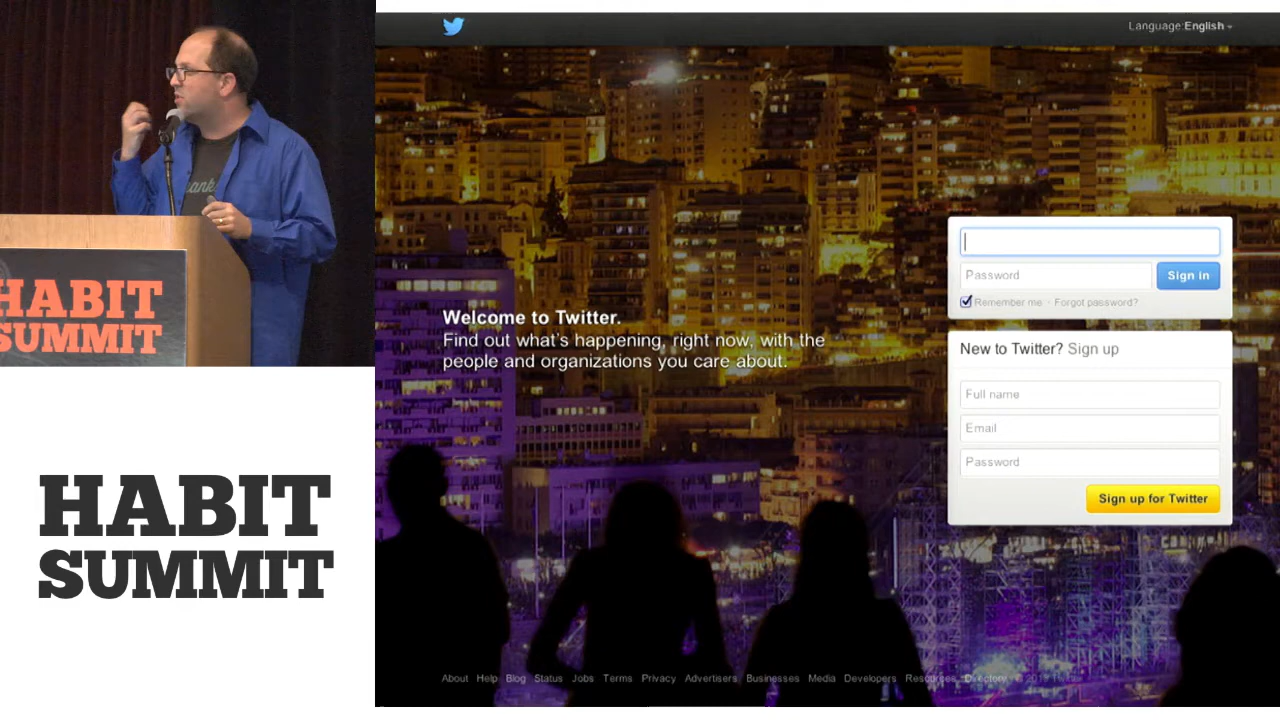 ank
HABIT
SUMMIT
HABIT
SUMMIT
Language:English
Welcome to Twitter.
Find out what's happening, right now, with the
people and organizations you care about.
Password
Sign in
Remember me · Forgot password?
New to Twitter? Sign up
Full name
Email
Password
Sign up for Twitter
About Help Blog Status Jobs Terms Privacy Advertisers Businesses Media Developers Resources Directory